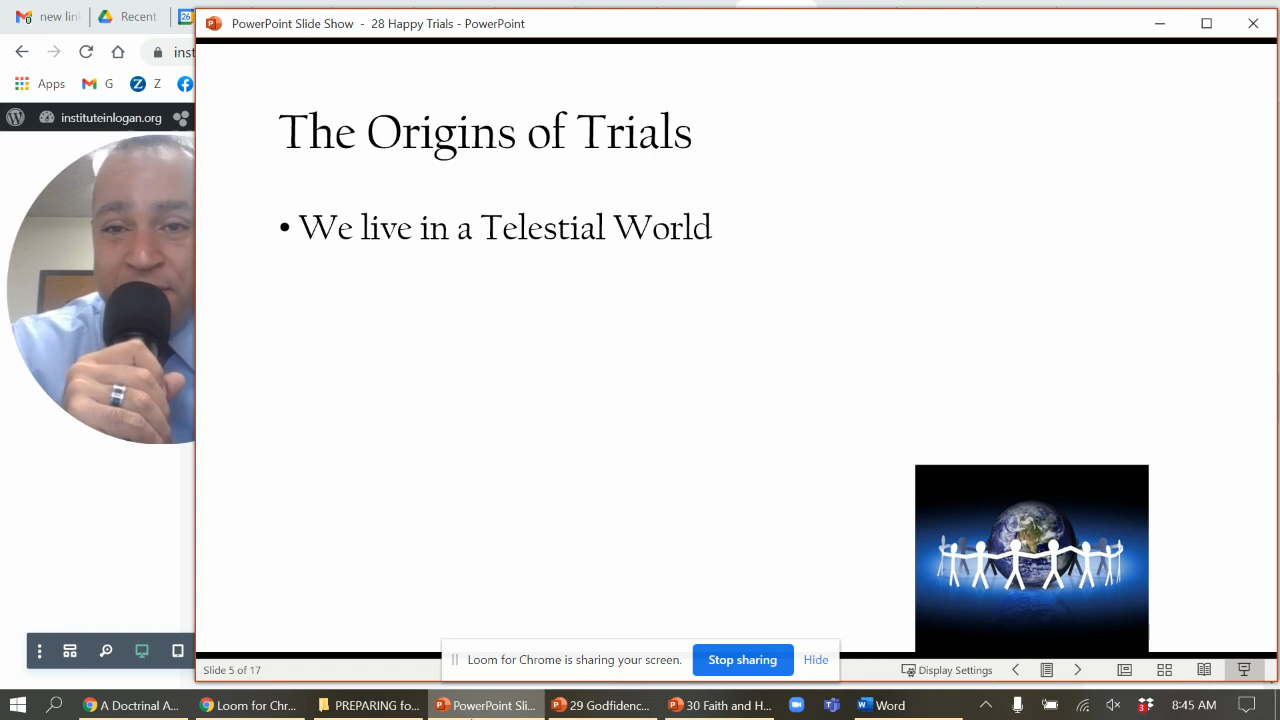 new link
Recent
PowerPoint Slide Show - 28 Happy Trials - PowerPoint
inst
Apps
G
Z
instituteinlogan.org
The Origins of Trials
• We live in a Telestial World
Loom for Chrome is sharing your screen.
Stop sharing
Hide
Slide 5 of 17
Display Settings
A Doctrinal A...
Loom for Chr...
PREPARING fo...
PowerPoint Sli...
29 Godfidenc...
30 Faith and H...
Word
3
8:45 AM